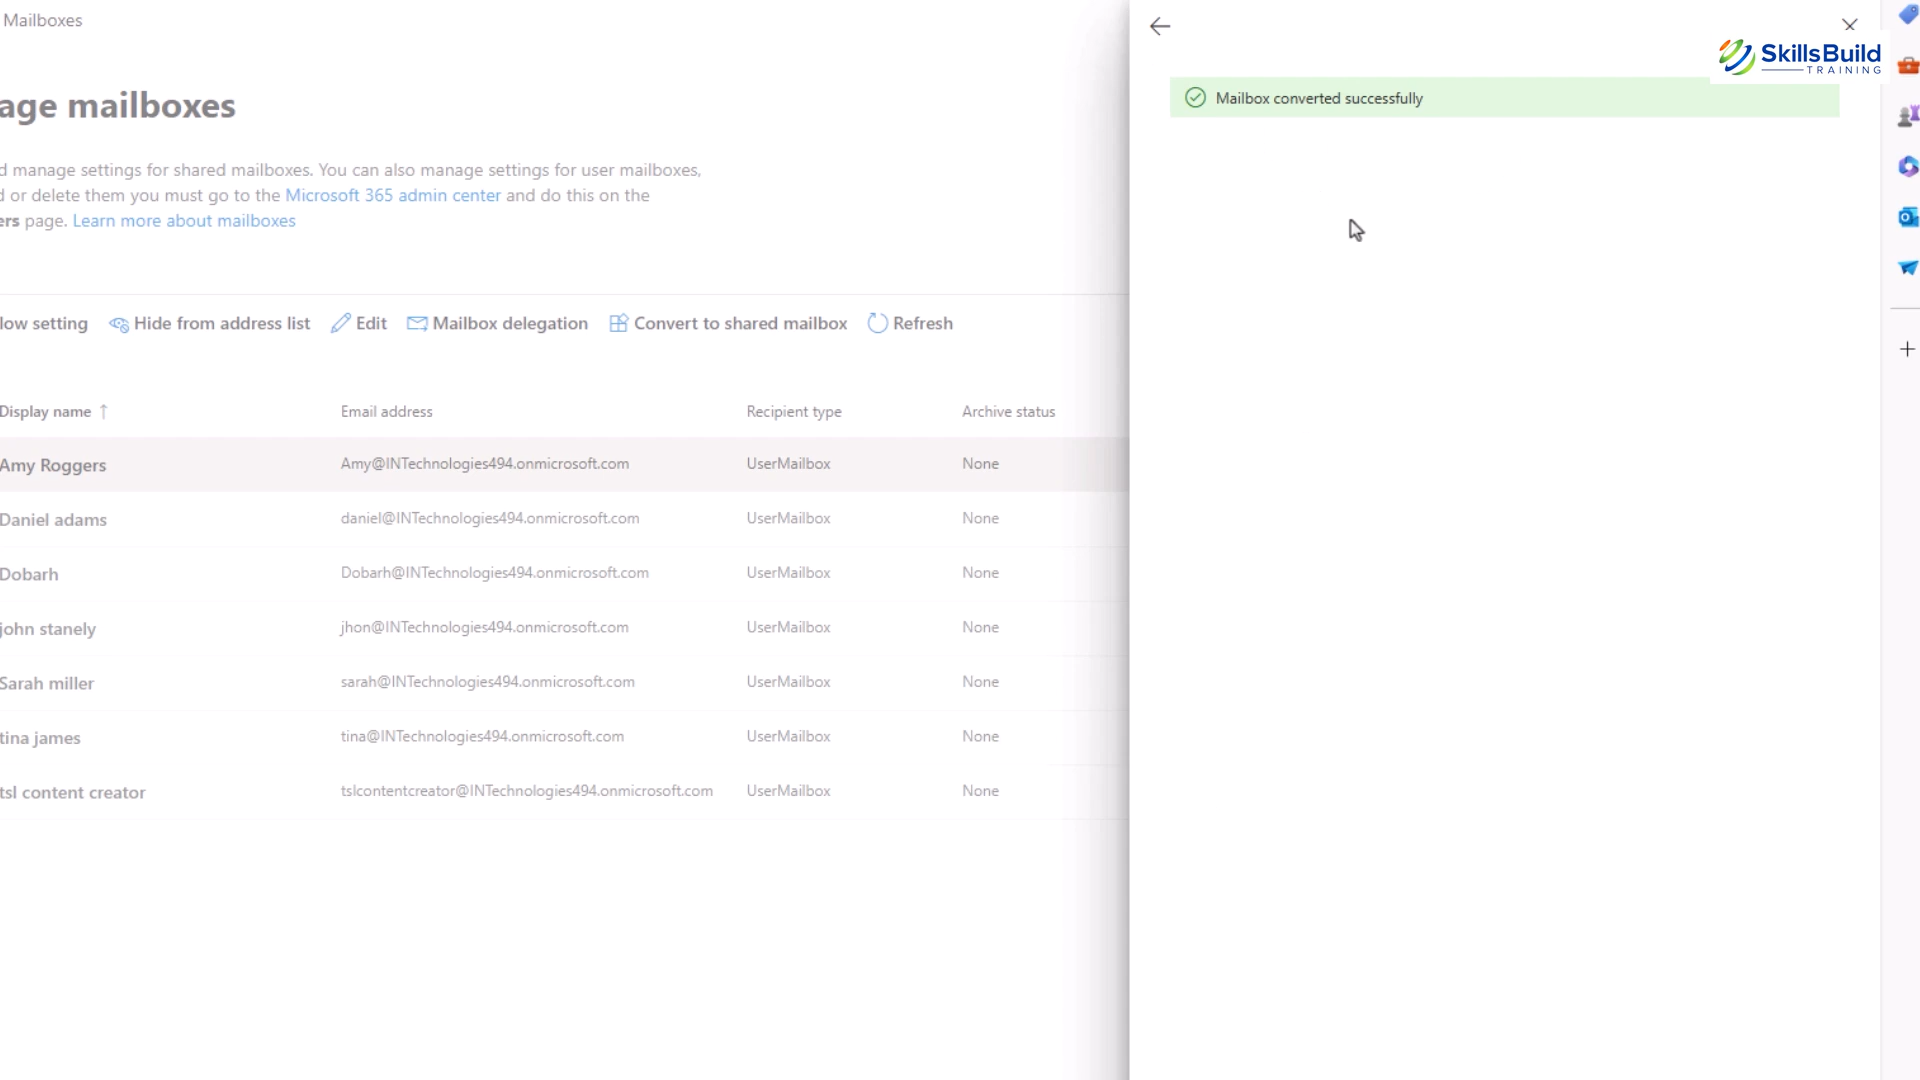 Mailboxes
age mailboxes
d manage settings for shared mailboxes. You can also manage settings for user mailboxes,
d or delete them you must go to the Microsoft 365 admin center and do this on the
ers page. Learn more about mailboxes
low setting Hide from address list Edit Mailbox delegation Convert to shared mailbox Refresh
Display name ↑ Email address Recipient type Archive status
Amy Roggers Amy@INTechnologies494.onmicrosoft.com UserMailbox None
Daniel adams daniel@INTechnologies494.onmicrosoft.com UserMailbox None
Dobarh Dobarh@INTechnologies494.onmicrosoft.com UserMailbox None
john stanely jhon@INTechnologies494.onmicrosoft.com UserMailbox None
Sarah miller sarah@INTechnologies494.onmicrosoft.com UserMailbox None
tina james tina@INTechnologies494.onmicrosoft.com UserMailbox None
tsl content creator tslcontentcreator@INTechnologies494.onmicrosoft.com UserMailbox None
SkillsBuild
TRAINING
Mailbox converted successfully